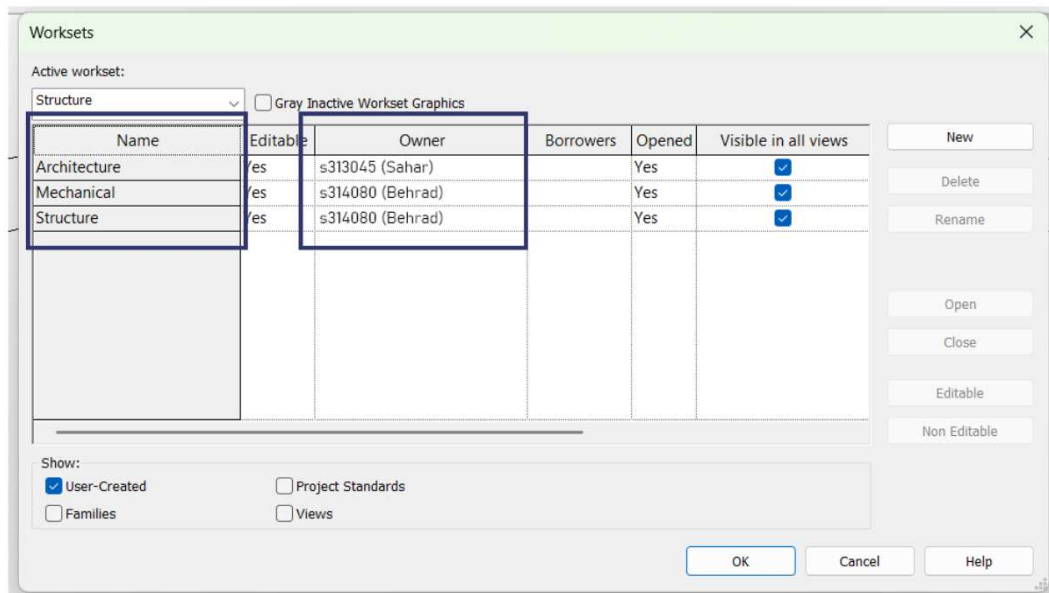 Worksets
Active workset:
Structure
Gray Inactive Workset Graphics
Name Editable Owner Borrowers Opened Visible in all views
Architecture Yes s313045 (Sahar) Yes
Mechanical Yes s314080 (Behrad) Yes
Structure Yes s314080 (Behrad) Yes
New
Delete
Rename
Open
Close
Editable
Non Editable
Show:
User-Created Project Standards
Families Views
OK Cancel Help